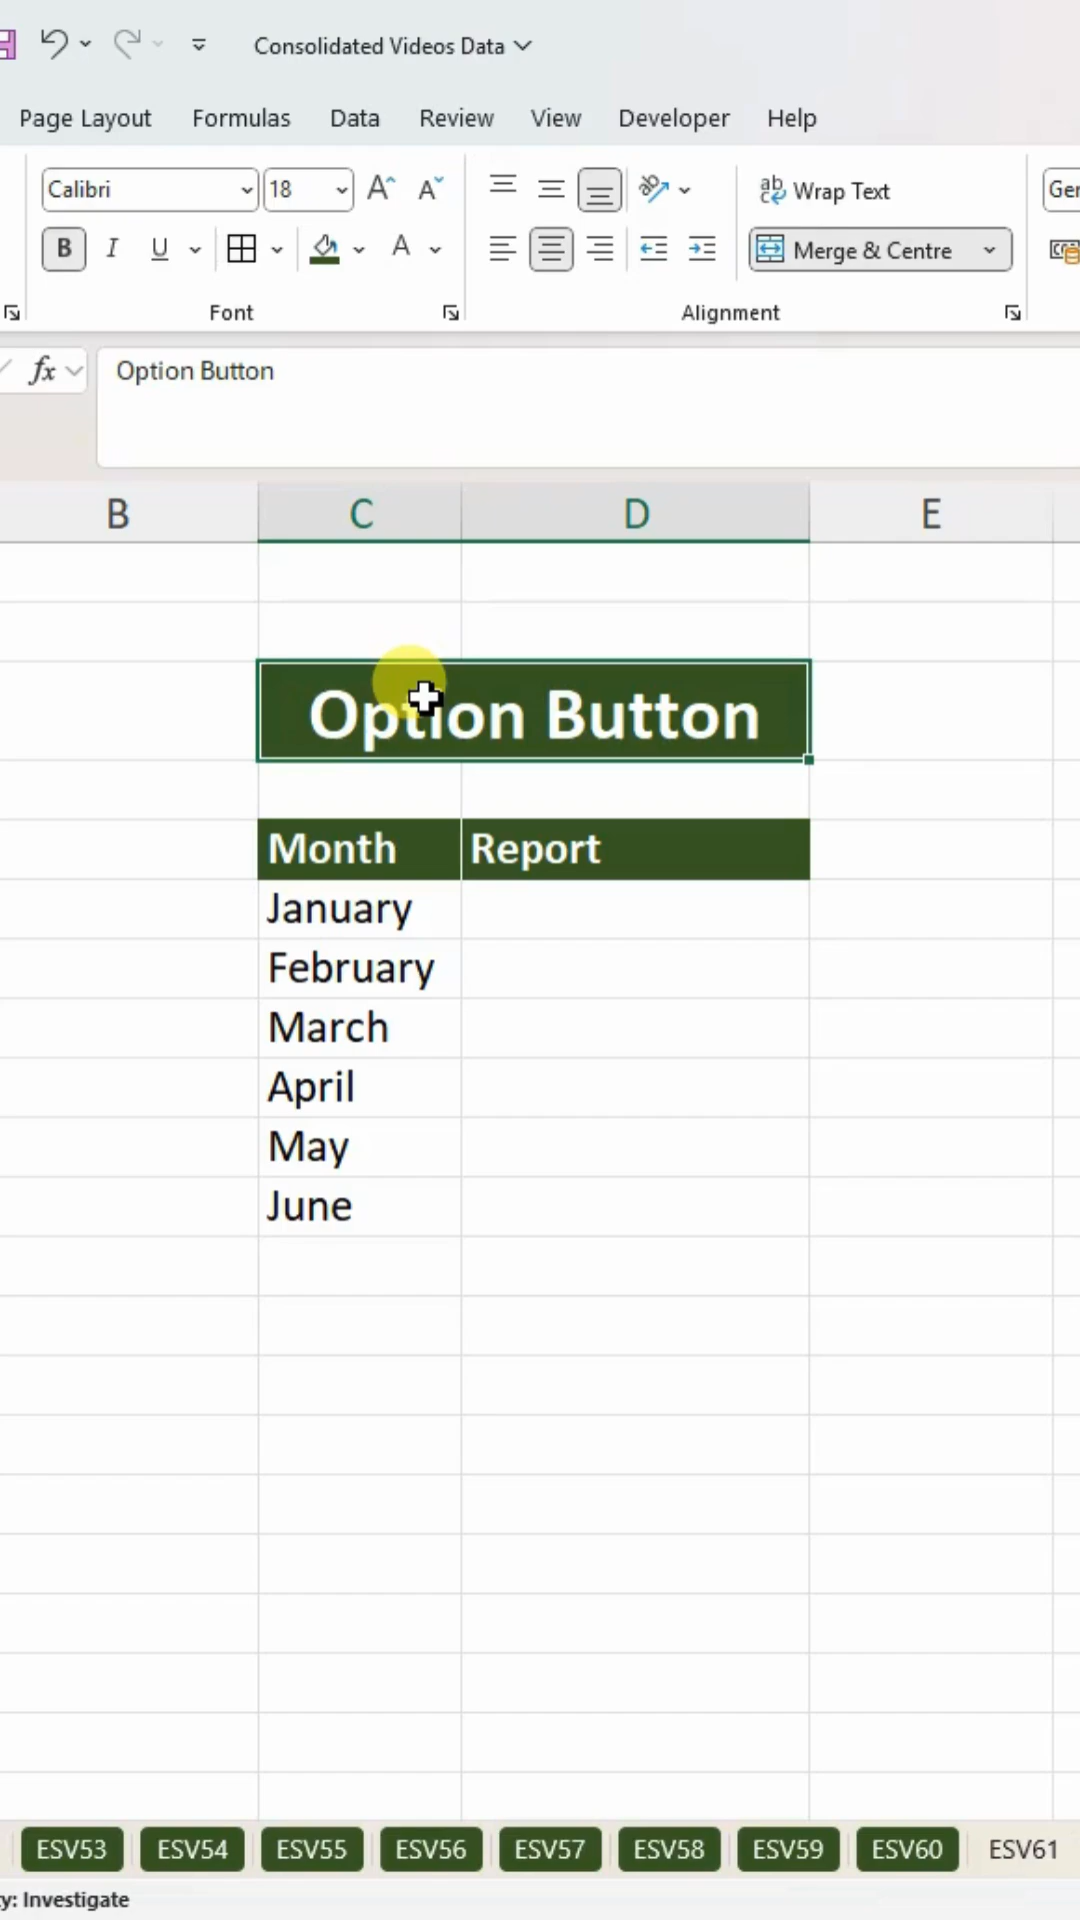 Consolidated Videos Data
Page Layout Formulas Data Review View Developer Help
Calibri 18 A A ab Wrap Text
B I U A Merge & Centre
Font Alignment
fx Option Button
B C D E
Option Button
Month Report
January
February
March
April
May
June
ESV53 ESV54 ESV55 ESV56 ESV57 ESV58 ESV59 ESV60 ESV61
Investigate